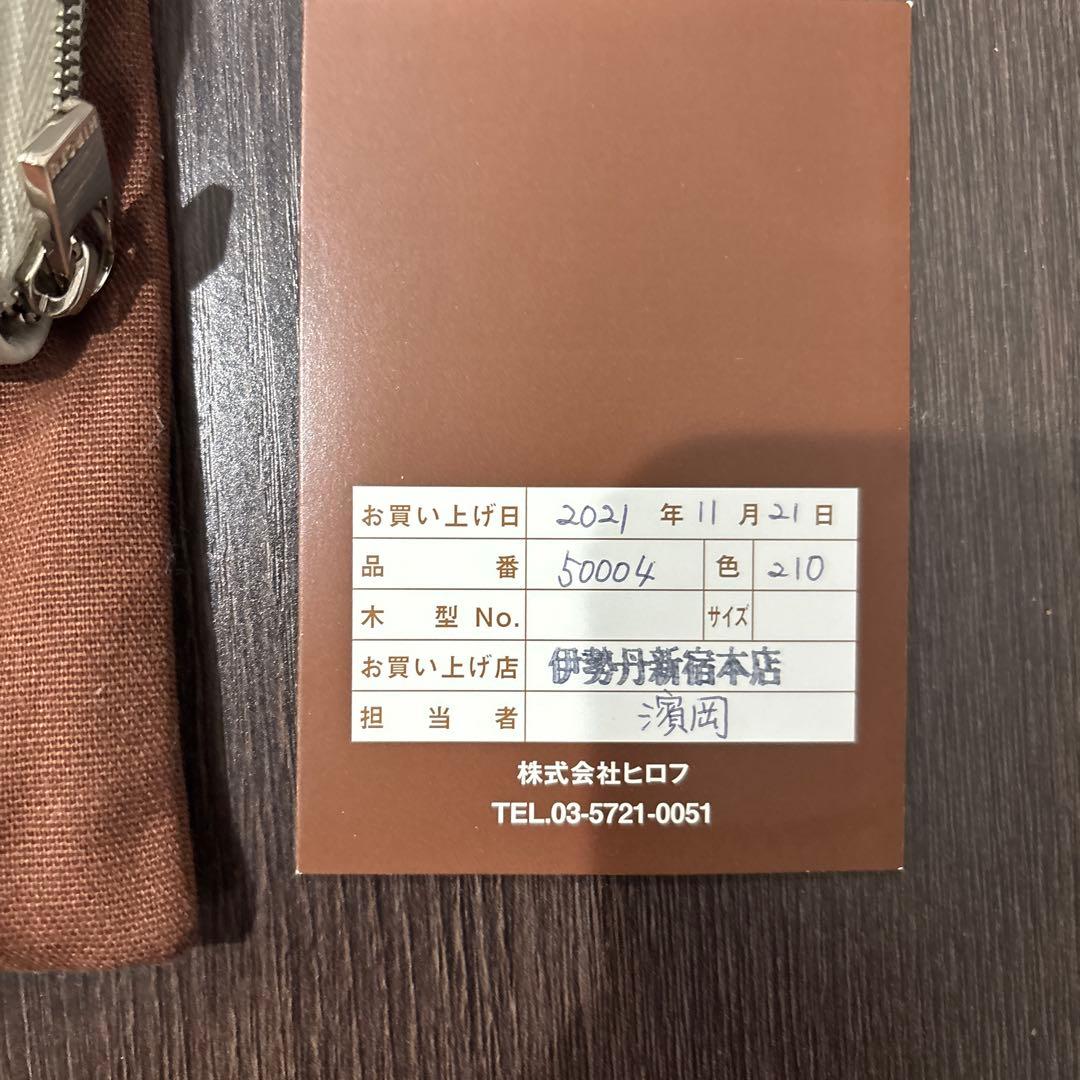 お買い上げ日 2021 年 11 月 21 日
品番 50004 色 210
木型 No. サイズ
お買い上げ店 伊勢丹新宿本店
担当者 濱岡
株式会社ヒロフ
TEL.03-5721-0051